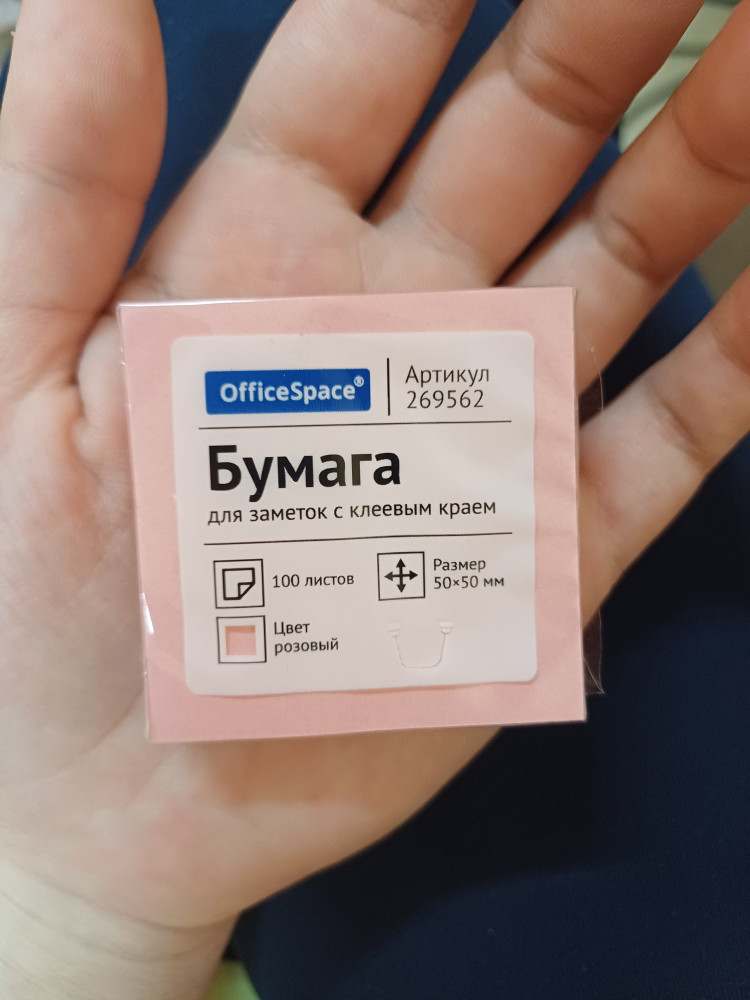 OfficeSpace®
Артикул
269562
Бумага
для заметок с клеевым краем
100 листов
Размер
50×50 мм
Цвет
розовый